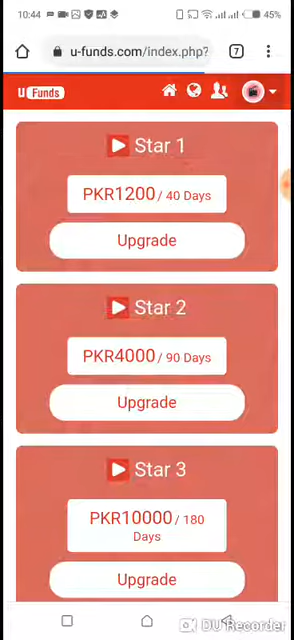 10:44 45%
u-funds.com/index.php? 7
u Funds
Star 1
PKR1200 / 40 Days
Upgrade
Star 2
PKR4000 / 90 Days
Upgrade
Star 3
PKR10000 / 180
Days
Upgrade
DU Recorder